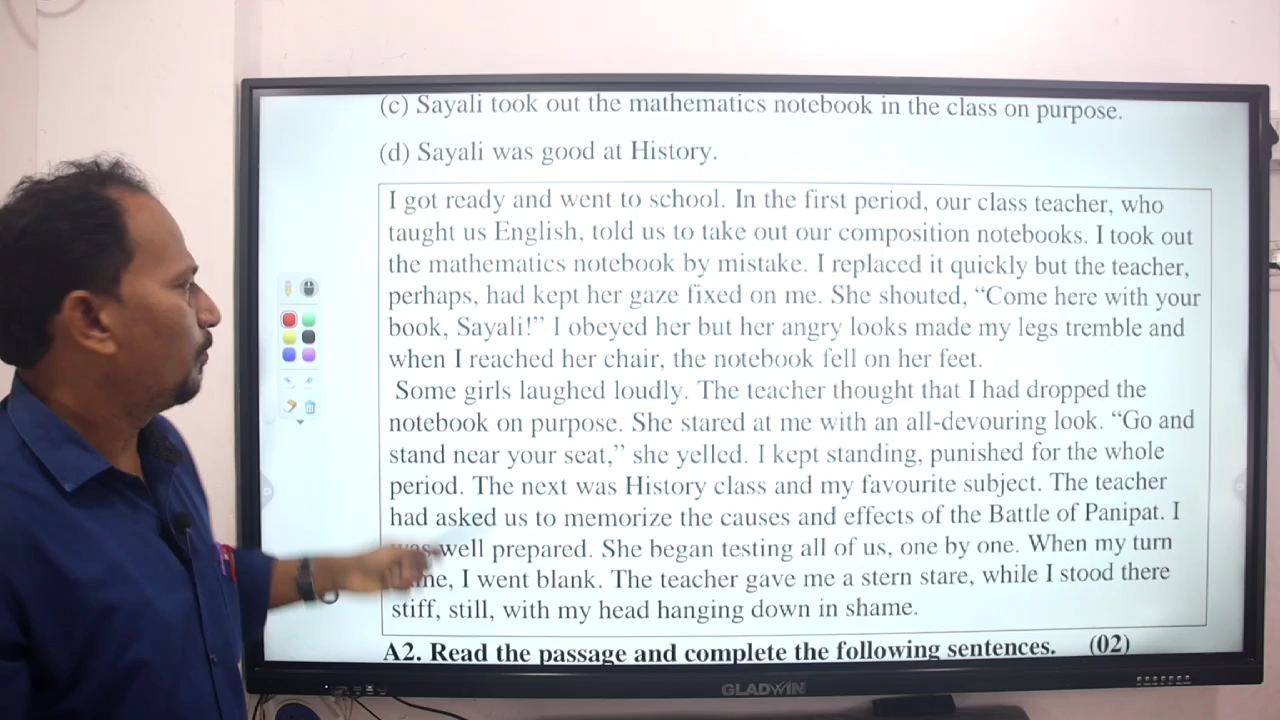 (c) Sayali took out the mathematics notebook in the class on purpose.
(d) Sayali was good at History.
I got ready and went to school. In the first period, our class teacher, who
taught us English, told us to take out our composition notebooks. I took out
the mathematics notebook by mistake. I replaced it quickly but the teacher,
perhaps, had kept her gaze fixed on me. She shouted, “Come here with your
book, Sayali!” I obeyed her but her angry looks made my legs tremble and
when I reached her chair, the notebook fell on her feet.
Some girls laughed loudly. The teacher thought that I had dropped the
notebook on purpose. She stared at me with an all-devouring look. “Go and
stand near your seat,” she yelled. I kept standing, punished for the whole
period. The next was History class and my favourite subject. The teacher
had asked us to memorize the causes and effects of the Battle of Panipat. I
was well prepared. She began testing all of us, one by one. When my turn
I went blank. The teacher gave me a stern stare, while I stood there
stiff, still, with my head hanging down in shame.
A2. Read the passage and complete the following sentences. (02)
GLADWIN